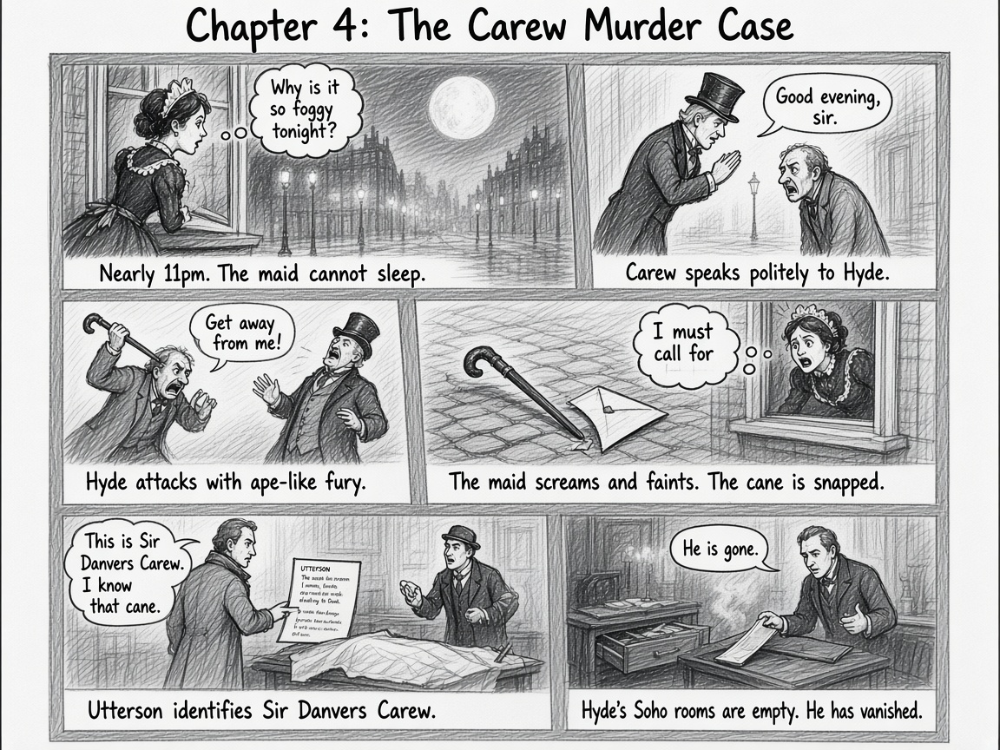 Chapter 4: The Carew Murder Case
Why is it
so foggy
tonight?
Nearly 11pm. The maid cannot sleep.
Good evening,
sir.
Carew speaks politely to Hyde.
Get away
from me!
Hyde attacks with ape-like fury.
I must
call for
The maid screams and faints. The cane is snapped.
This is Sir
Danvers Carew.
I know
that cane.
UTTERSON
Utterson identifies Sir Danvers Carew.
He is gone.
Hyde's Soho rooms are empty. He has vanished.